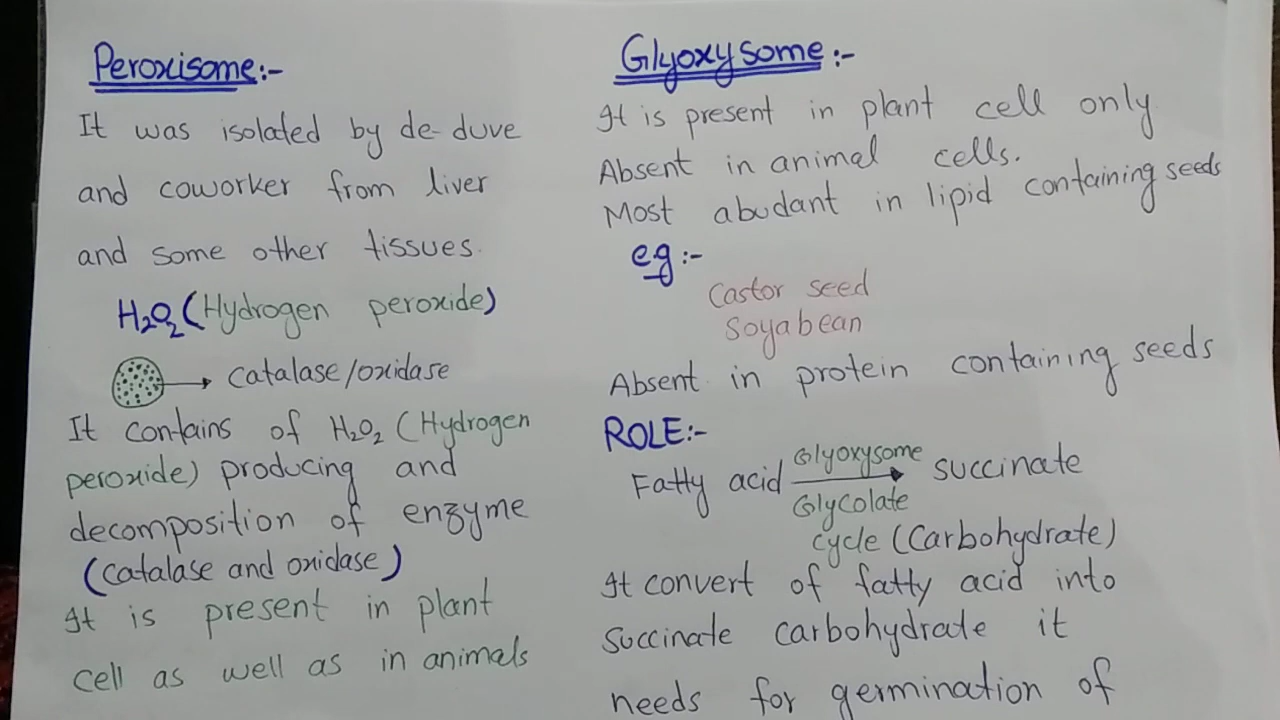 Peroxisome:-
It was isolated by de-duve
and coworker from liver
and some other tissues.
H₂O₂ (Hydrogen peroxide)
catalase/oxidase
It contains of H₂O₂ (Hydrogen
peroxide) producing and
decomposition of enzyme
(catalase and oxidase)
It is present in plant
cell as well as in animals
Glyoxysome:-
It is present in plant cell only
Absent in animal cells.
Most abudant in lipid containing seeds
eg:-
Castor seed
Soyabean
Absent in protein containing seeds
ROLE:-
Fatty acid Glyoxysome succinate
Glycolate
cycle (Carbohydrate)
It convert of fatty acid into
succinate carbohydrate it
needs for germination of